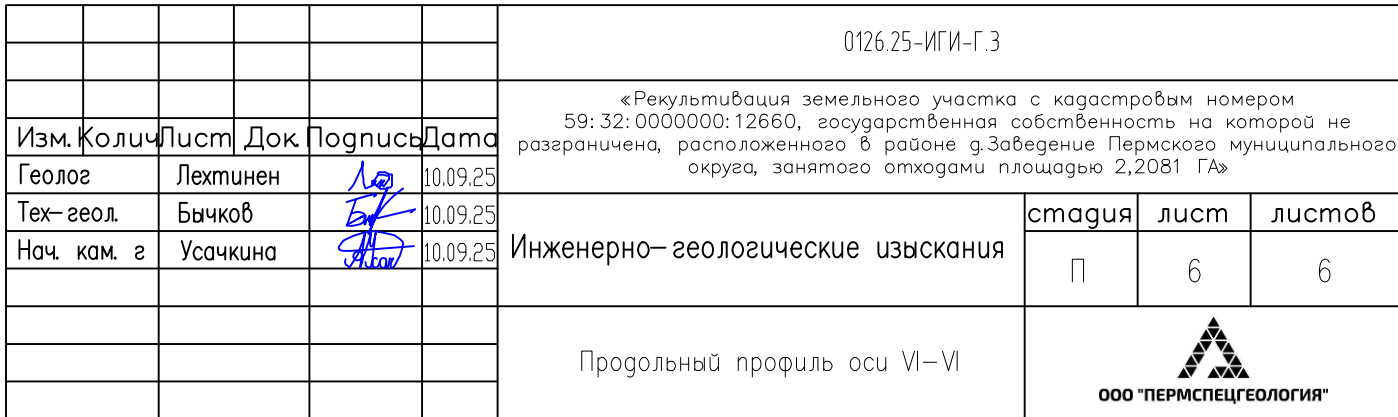 0126.25-ИГИ-Г.3
«Рекультивация земельного участка с кадастровым номером
59:32:0000000:12660, государственная собственность на которой не
разграничена, расположенного в районе д.Заведение Пермского муниципального
округа, занятого отходами площадью 2,2081 ГА»
Изм. Колич Лист Док. Подпись Дата
Геолог Лехтинен 10.09.25
Тех-геол. Бычков 10.09.25
Нач. кам. г Усачкина 10.09.25
Инженерно-геологические изыскания
стадия лист листов
П 6 6
Продольный профиль оси VI-VI
ООО "ПЕРМСПЕЦГЕОЛОГИЯ"